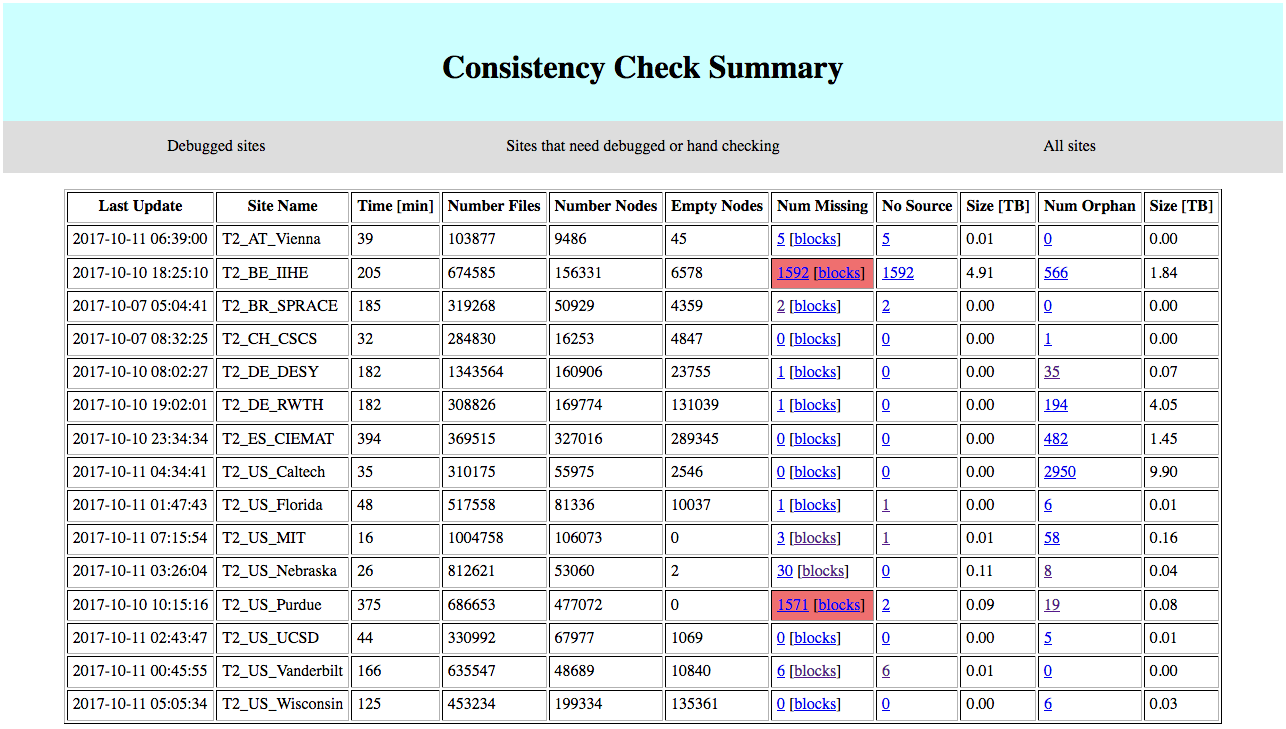 Consistency Check Summary
Debugged sites Sites that need debugged or hand checking All sites
Last Update Site Name Time [min] Number Files Number Nodes Empty Nodes Num Missing No Source Size [TB] Num Orphan Size [TB]
2017-10-11 06:39:00 T2_AT_Vienna 39 103877 9486 45 5 [blocks] 5 0.01 0 0.00
2017-10-10 18:25:10 T2_BE_IIHE 205 674585 156331 6578 1592 [blocks] 1592 4.91 566 1.84
2017-10-07 05:04:41 T2_BR_SPRACE 185 319268 50929 4359 2 [blocks] 2 0.00 0 0.00
2017-10-07 08:32:25 T2_CH_CSCS 32 284830 16253 4847 0 [blocks] 0 0.00 1 0.00
2017-10-10 08:02:27 T2_DE_DESY 182 1343564 160906 23755 1 [blocks] 0 0.00 35 0.07
2017-10-10 19:02:01 T2_DE_RWTH 182 308826 169774 131039 1 [blocks] 0 0.00 194 4.05
2017-10-10 23:34:34 T2_ES_CIEMAT 394 369515 327016 289345 0 [blocks] 0 0.00 482 1.45
2017-10-11 04:34:41 T2_US_Caltech 35 310175 55975 2546 0 [blocks] 0 0.00 2950 9.90
2017-10-11 01:47:43 T2_US_Florida 48 517558 81336 10037 1 [blocks] 1 0.00 6 0.01
2017-10-11 07:15:54 T2_US_MIT 16 1004758 106073 0 3 [blocks] 1 0.01 58 0.16
2017-10-11 03:26:04 T2_US_Nebraska 26 812621 53060 2 30 [blocks] 0 0.11 8 0.04
2017-10-10 10:15:16 T2_US_Purdue 375 686653 477072 0 1571 [blocks] 2 0.09 19 0.08
2017-10-11 02:43:47 T2_US_UCSD 44 330992 67977 1069 0 [blocks] 0 0.00 5 0.01
2017-10-11 00:45:55 T2_US_Vanderbilt 166 635547 48689 10840 6 [blocks] 6 0.01 0 0.00
2017-10-11 05:05:34 T2_US_Wisconsin 125 453234 199334 135361 0 [blocks] 0 0.00 6 0.03